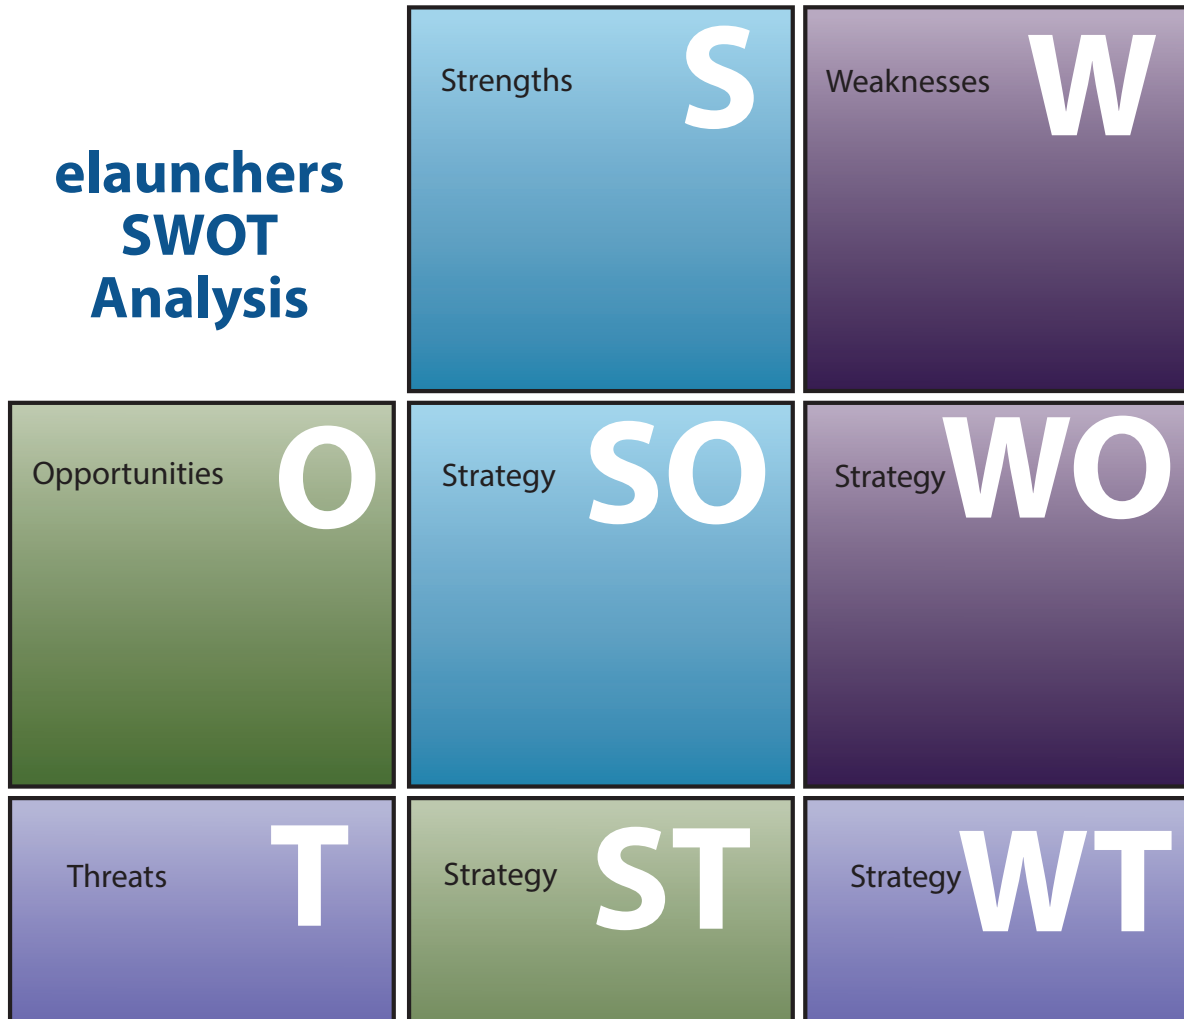 elaunchers
SWOT
Analysis
Strengths S
Weaknesses W
Opportunities O
Strategy SO
Strategy WO
Threats T
Strategy ST
Strategy WT